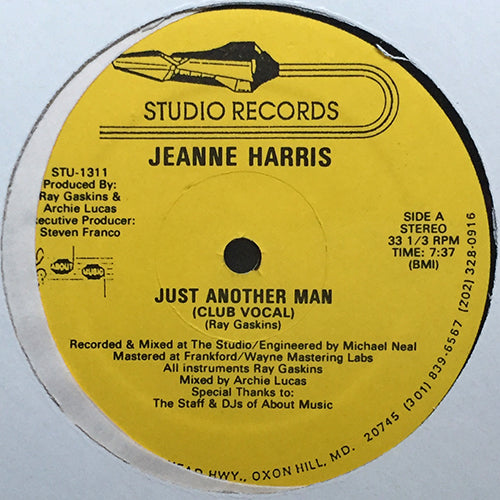 STUDIO RECORDS
JEANNE HARRIS
STU-1311
Produced By:
Ray Gaskins &
Archie Lucas
xecutive Producer:
Steven Franco
ABOUT MUSIC
SIDE A
STEREO
33 1/3 RPM
TIME: 7:37
(BMI)
JUST ANOTHER MAN
(CLUB VOCAL)
(Ray Gaskins)
Recorded & Mixed at The Studio/Engineered by Michael Neal
Mastered at Frankford/Wayne Mastering Labs
All instruments Ray Gaskins
Mixed by Archie Lucas
Special Thanks to:
The Staff & DJs of About Music
HWY., OXON HILL, MD. 20745 (301) 839-6567 (202) 328-0916